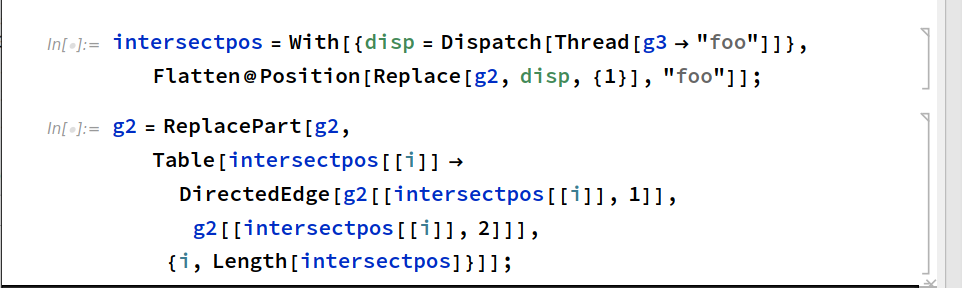 In[◦]:= intersectpos = With[{disp = Dispatch[Thread[g3 → "foo"]]},
Flatten@Position[Replace[g2, disp, {1}], "foo"]];
In[◦]:= g2 = ReplacePart[g2,
Table[intersectpos[[i]] →
DirectedEdge[g2[[intersectpos[[i]], 1]],
g2[[intersectpos[[i]], 2]]],
{i, Length[intersectpos]}]];